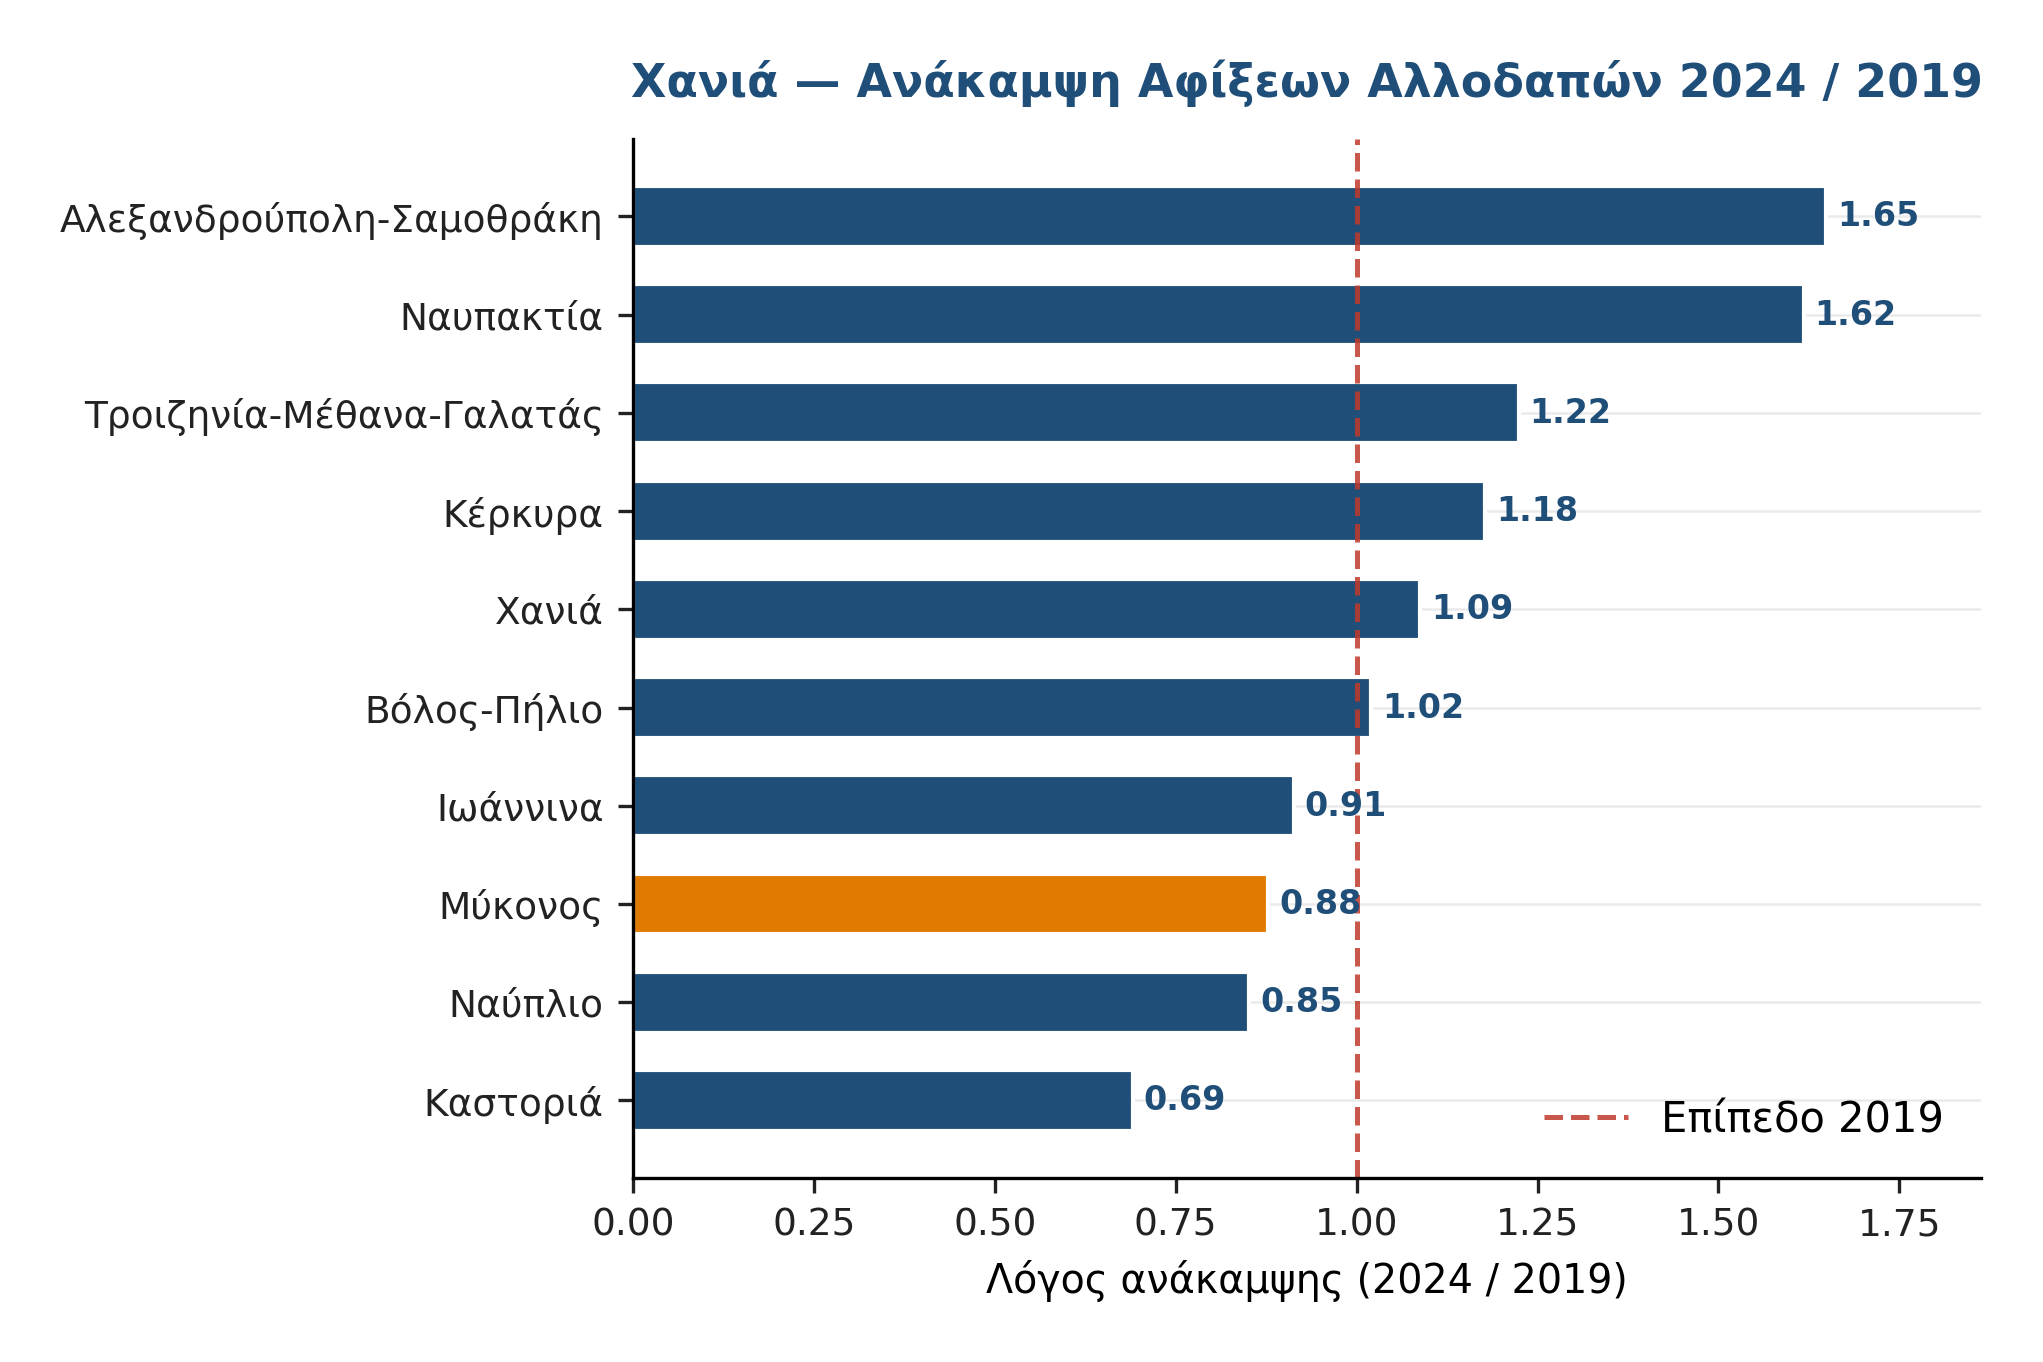 Χανιά — Ανάκαμψη Αφίξεων Αλλοδαπών 2024 / 2019
Αλεξανδρούπολη-Σαμοθράκη 1.65
Ναυπακτία 1.62
Τροιζηνία-Μέθανα-Γαλατάς 1.22
Κέρκυρα 1.18
Χανιά 1.09
Βόλος-Πήλιο 1.02
Ιωάννινα 0.91
Μύκονος 0.88
Ναύπλιο 0.85
Καστοριά 0.69
Επίπεδο 2019
0.00 0.25 0.50 0.75 1.00 1.25 1.50 1.75
Λόγος ανάκαμψης (2024 / 2019)